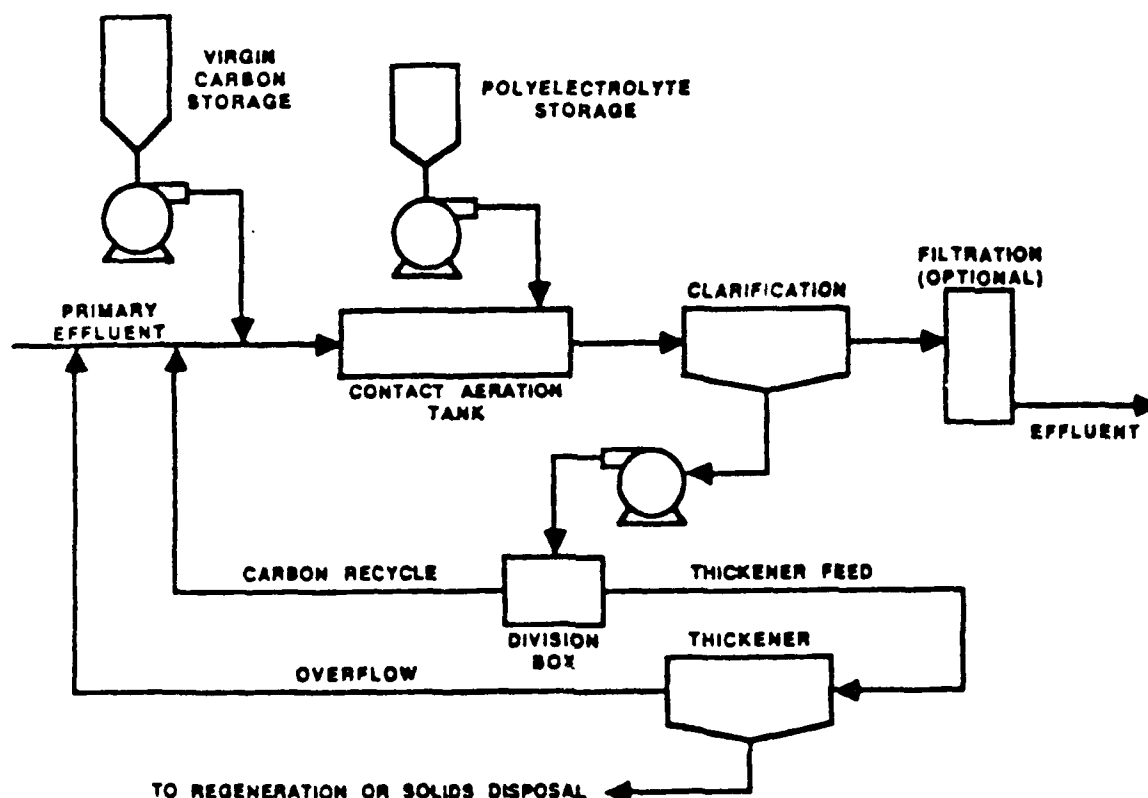 VIRGIN
CARBON
STORAGE
POLYELECTROLYTE
STORAGE
FILTRATION
(OPTIONAL)
PRIMARY
EFFLUENT
CLARIFICATION
CONTACT AERATION
TANK
EFFLUENT
CARBON RECYCLE
THICKENER FEED
DIVISION
BOX
THICKENER
OVERFLOW
TO REGENERATION OR SOLIDS DISPOSAL